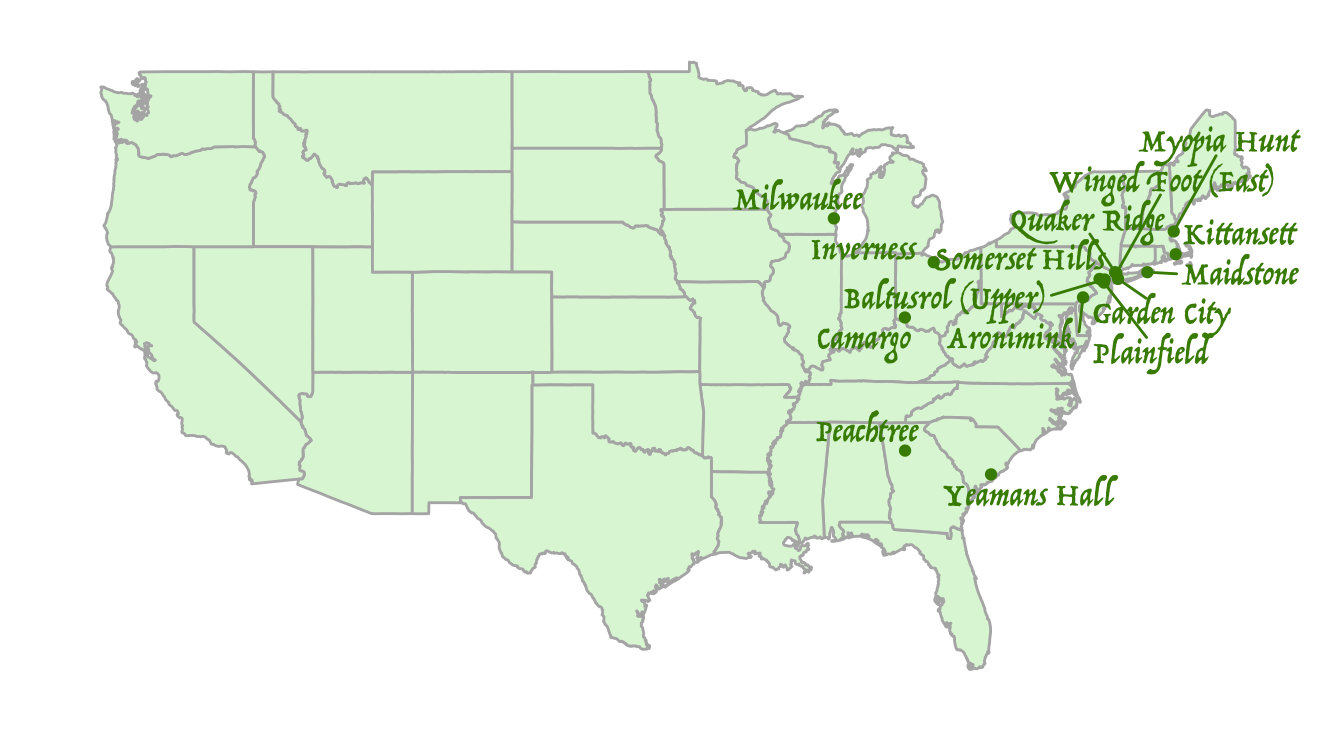 Myopia Hunt
Winged Foot (East)
Milwaukee
Quaker Ridge
Kittansett
Inverness
Somerset Hills
Maidstone
Baltusrol (Upper)
Garden City
Camargo
Aronimink
Plainfield
Peachtree
Yeamans Hall